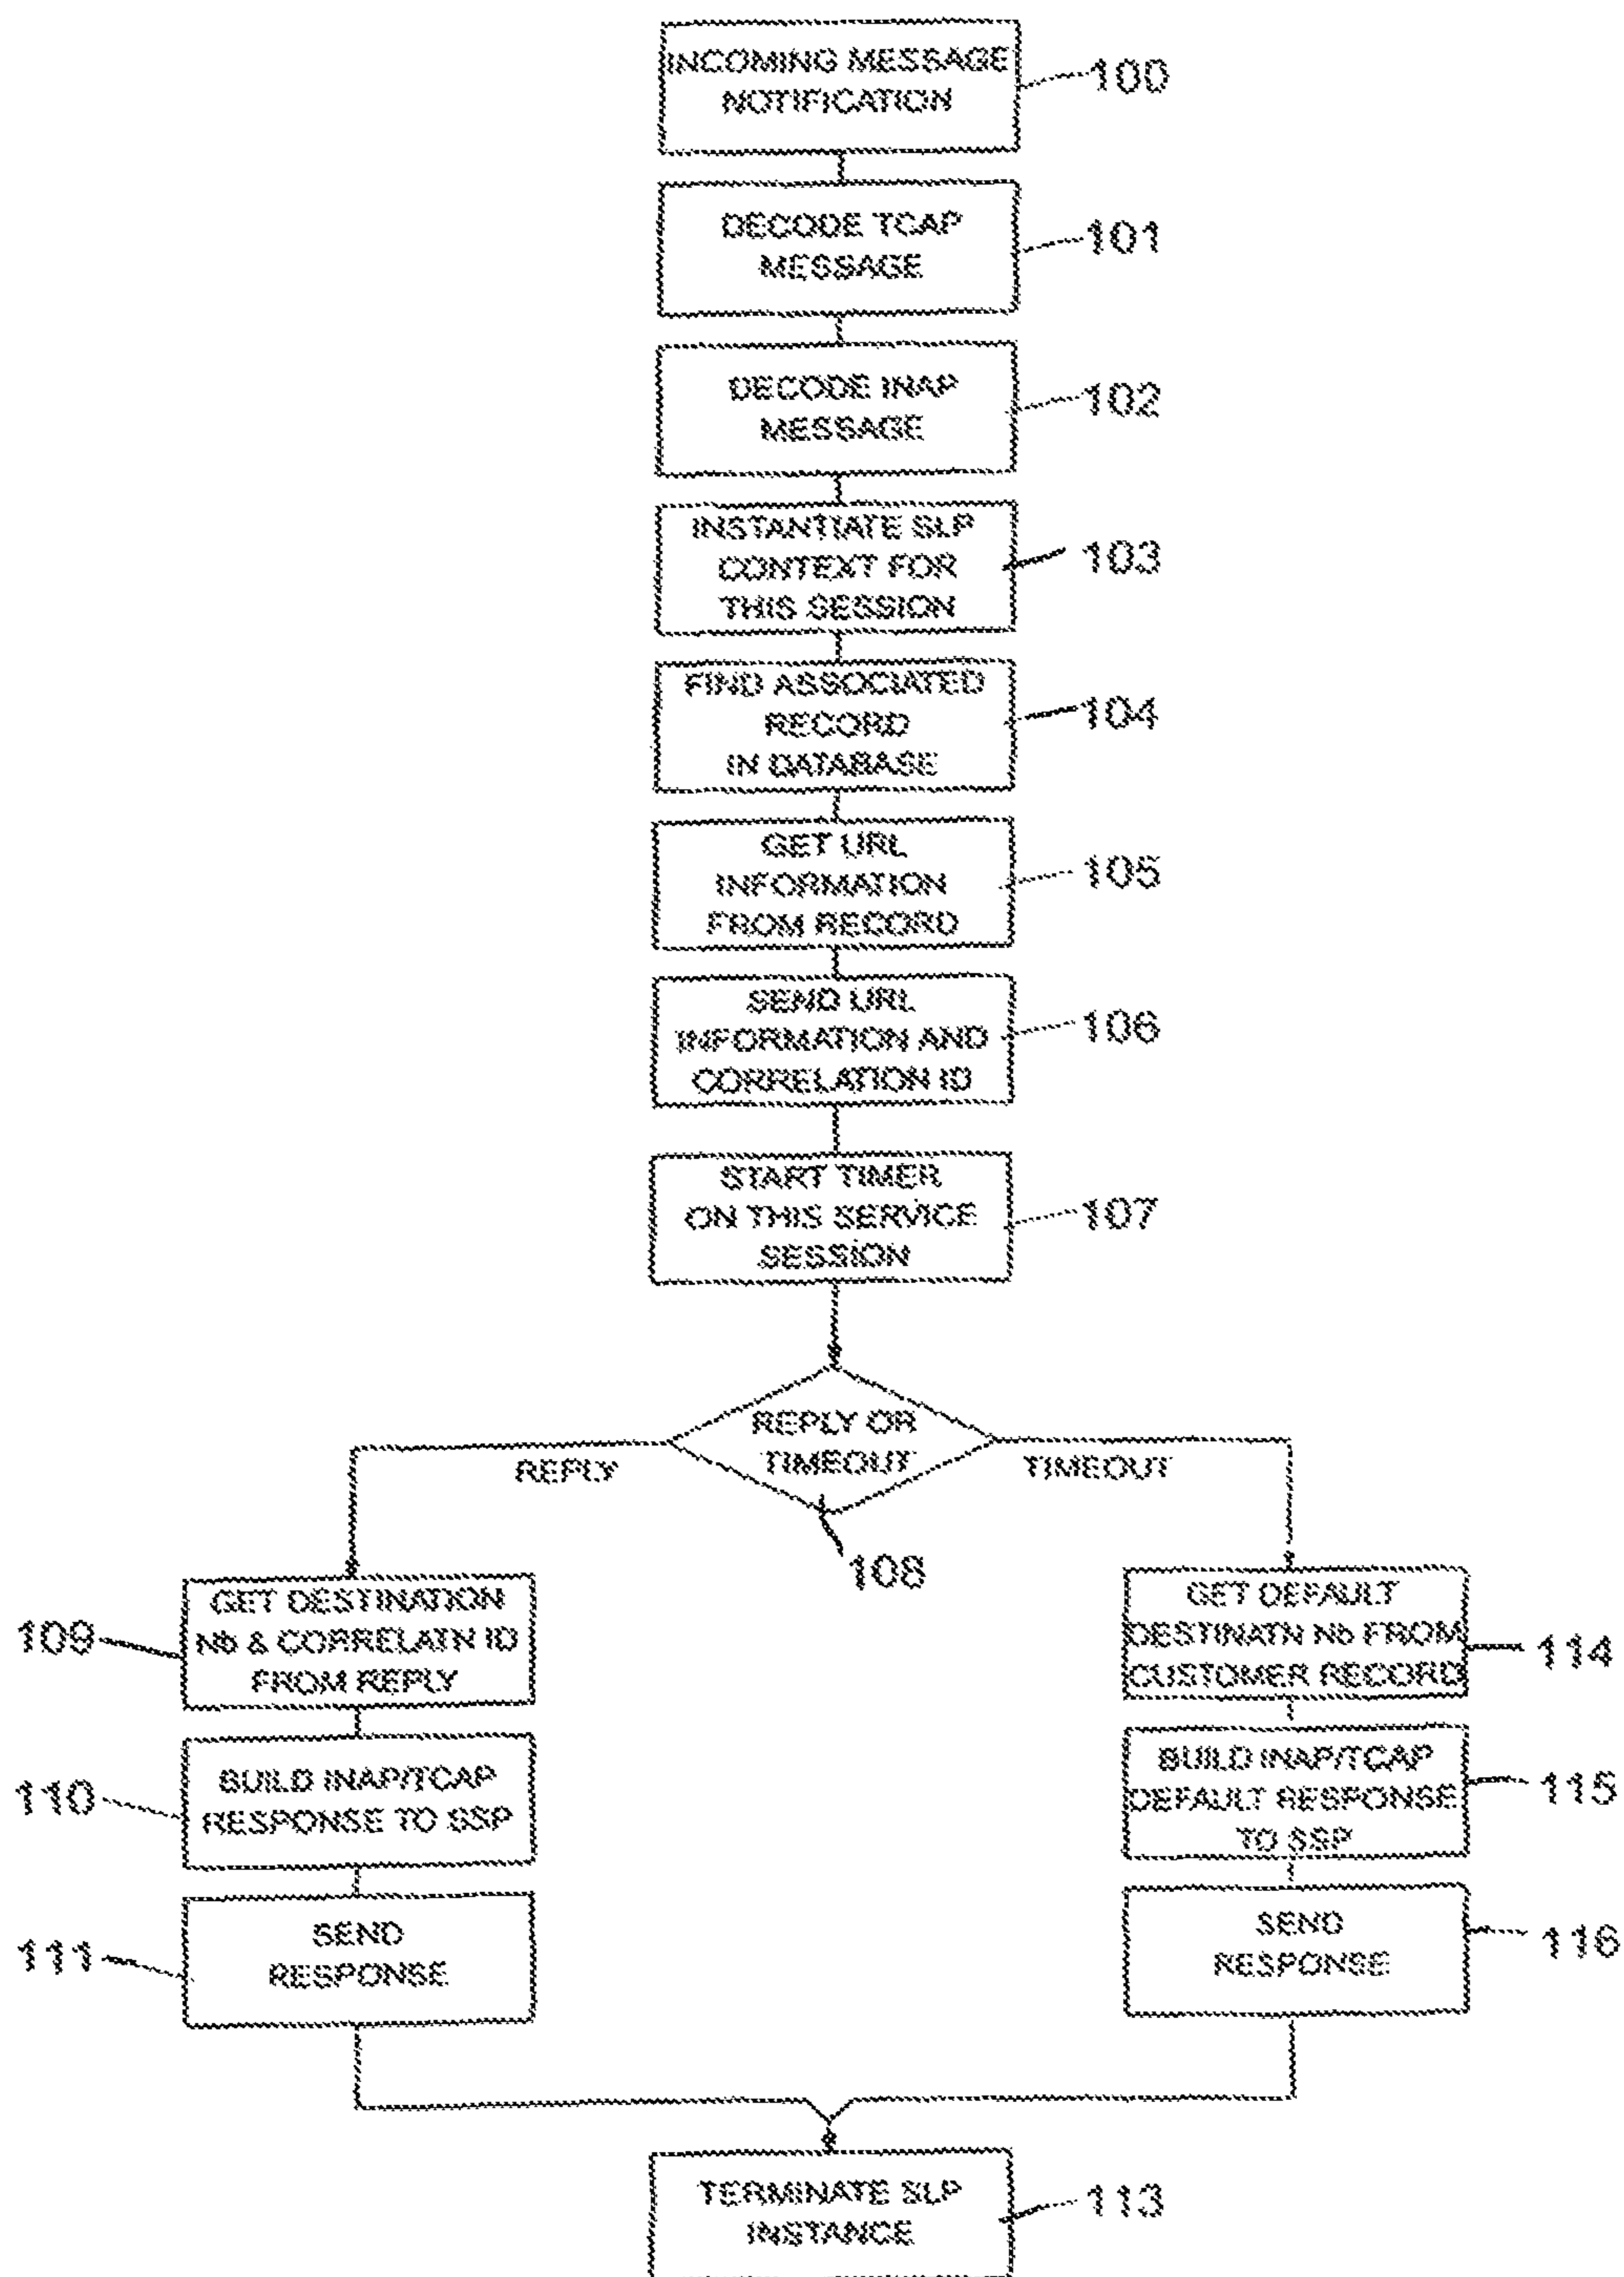 INCOMING MESSAGE
NOTIFICATION
100
DECODE TCAP
MESSAGE
101
DECODE INAP
MESSAGE
102
INSTANTIATE SLP
CONTEXT FOR
THIS SESSION
103
FIND ASSOCIATED
RECORD
IN DATABASE
104
GET URL
INFORMATION
FROM RECORD
105
SEND URL
INFORMATION AND
CORRELATION ID
106
START TIMER
ON THIS SERVICE
SESSION
107
REPLY OR
TIMEOUT
REPLY
TIMEOUT
108
GET DESTINATION
Nb & CORRELATN ID
FROM REPLY
109
BUILD INAP/TCAP
RESPONSE TO SSP
110
SEND
RESPONSE
111
GET DEFAULT
DESTINATN Nb FROM
CUSTOMER RECORD
114
BUILD INAP/TCAP
DEFAULT RESPONSE
TO SSP
115
SEND
RESPONSE
116
TERMINATE SLP
INSTANCE
113